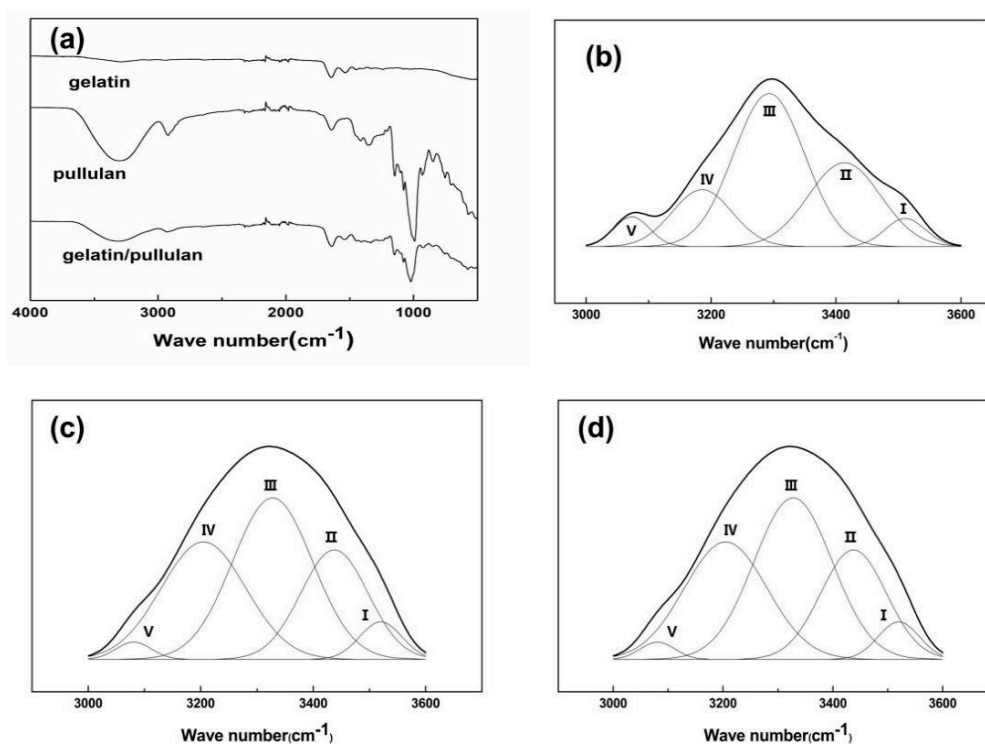 (a)
gelatin
pullulan
gelatin/pullulan
4000 3000 2000 1000
Wave number(cm-1)
(b)
III
II
IV
I
V
3000 3200 3400 3600
Wave number(cm-1)
(c)
III
IV
II
I
V
3000 3200 3400 3600
Wave number(cm-1)
(d)
III
IV
II
I
V
3000 3200 3400 3600
Wave number(cm-1)